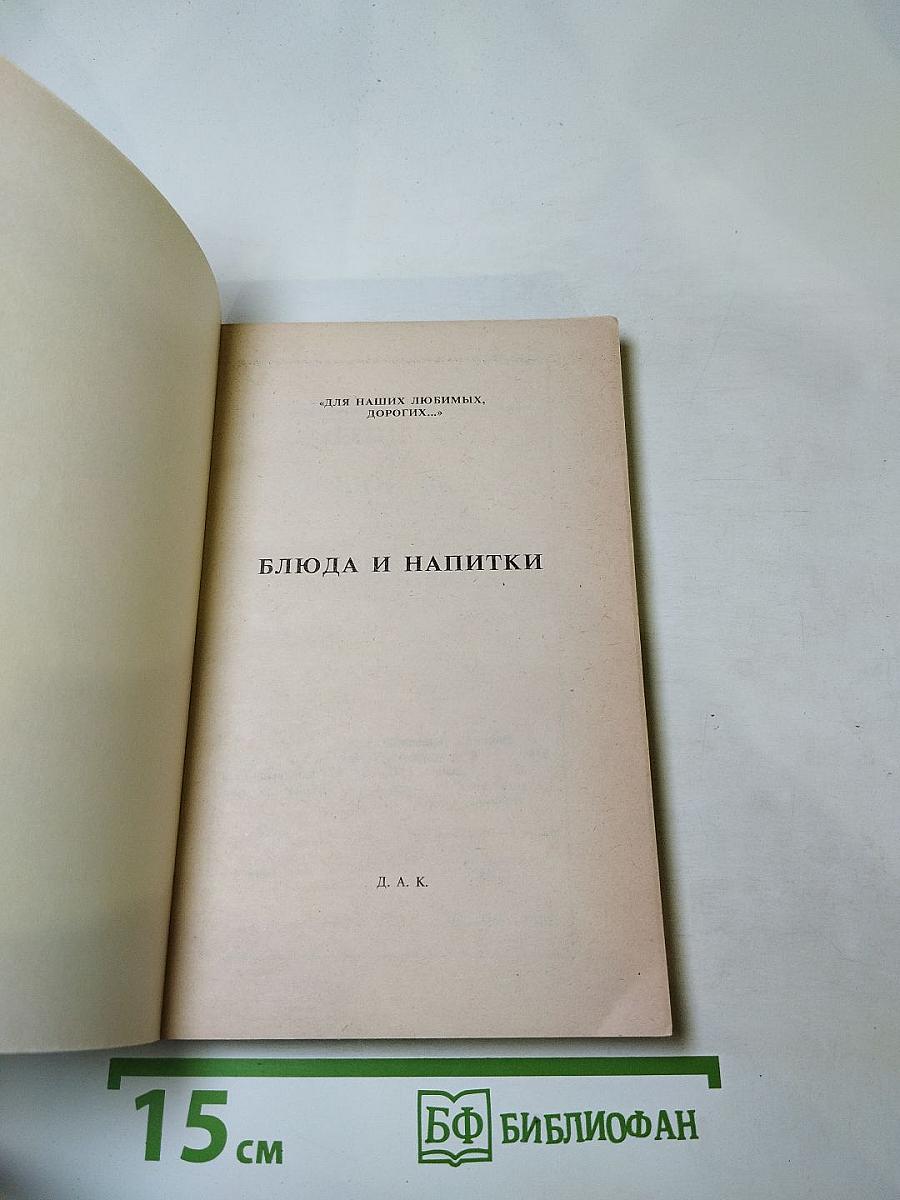 «ДЛЯ НАШИХ ЛЮБИМЫХ,
ДОРОГИХ...»
БЛЮДА И НАПИТКИ
Д. А. К.
15 см
БФ БИБЛИОФАН